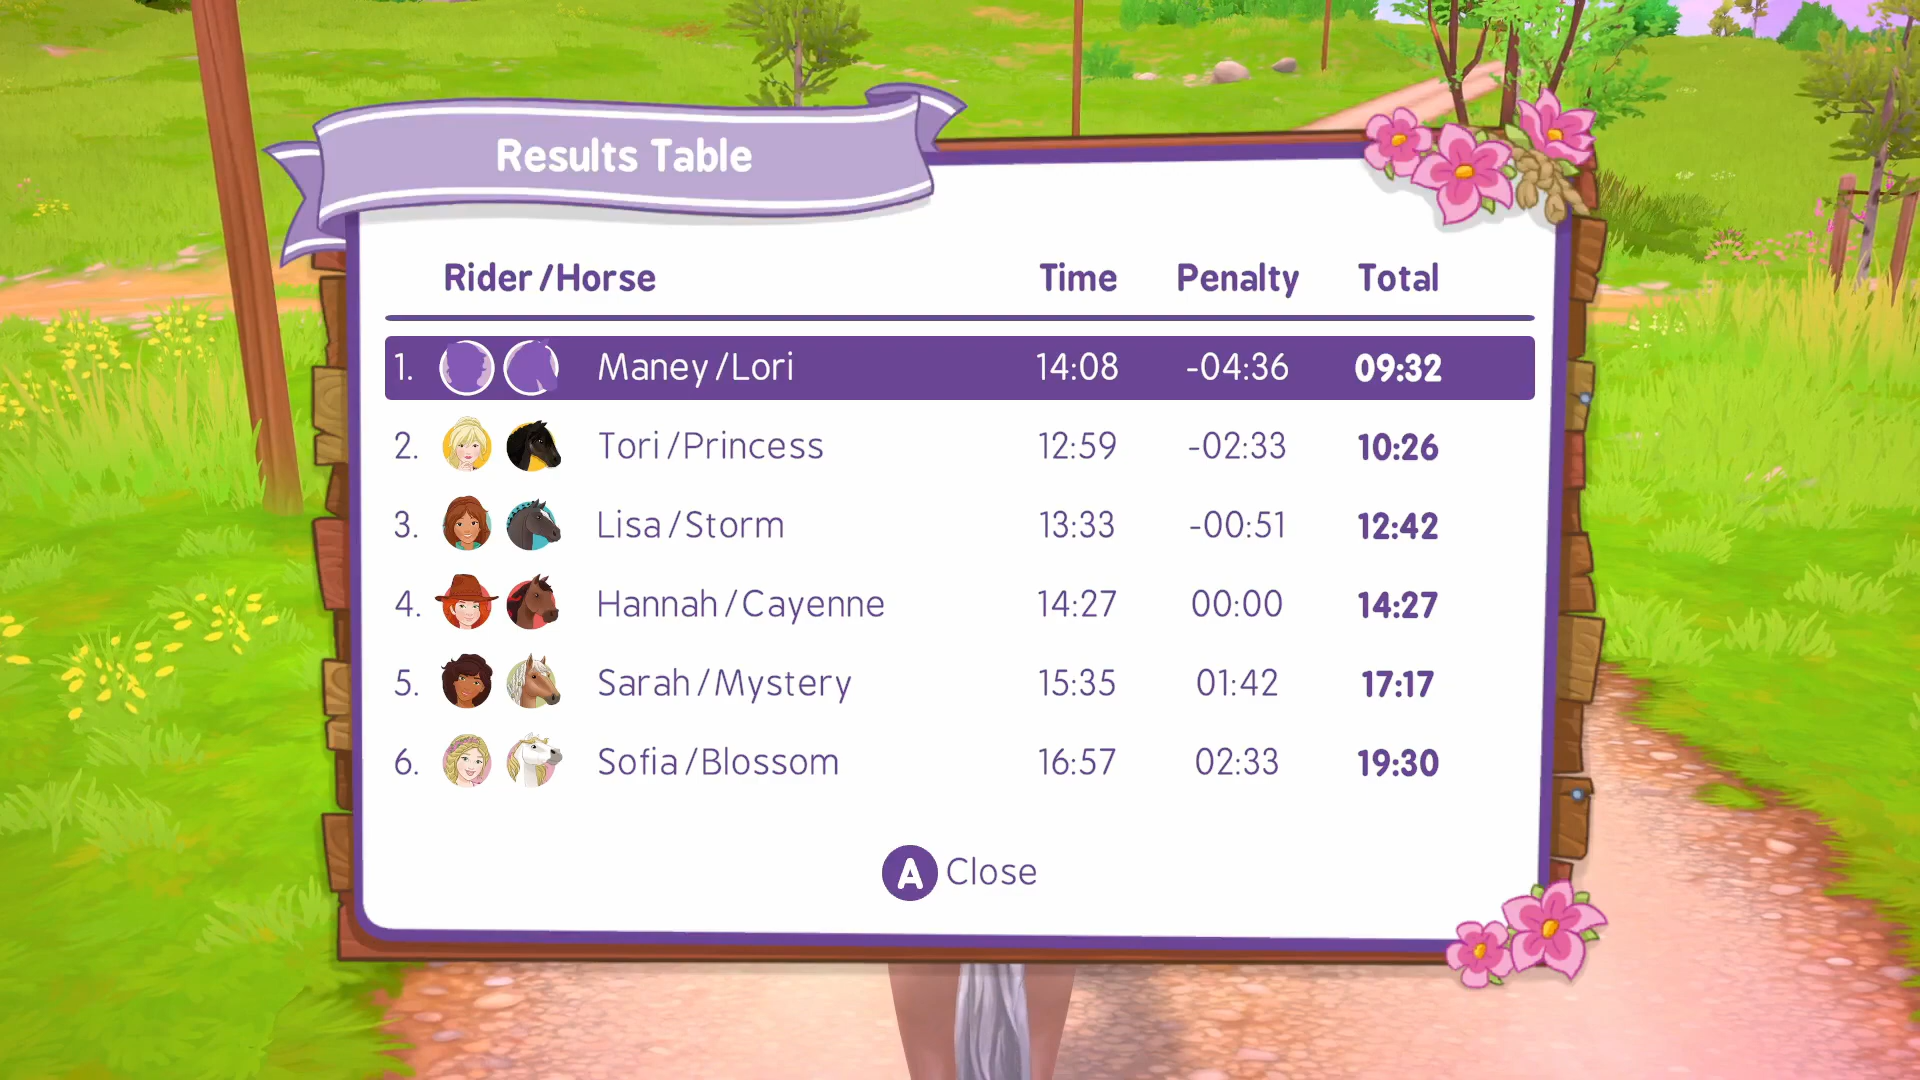 Results Table
Rider/Horse Time Penalty Total
1. Maney/Lori 14:08 -04:36 09:32
2. Tori/Princess 12:59 -02:33 10:26
3. Lisa/Storm 13:33 -00:51 12:42
4. Hannah/Cayenne 14:27 00:00 14:27
5. Sarah/Mystery 15:35 01:42 17:17
6. Sofia/Blossom 16:57 02:33 19:30
A Close